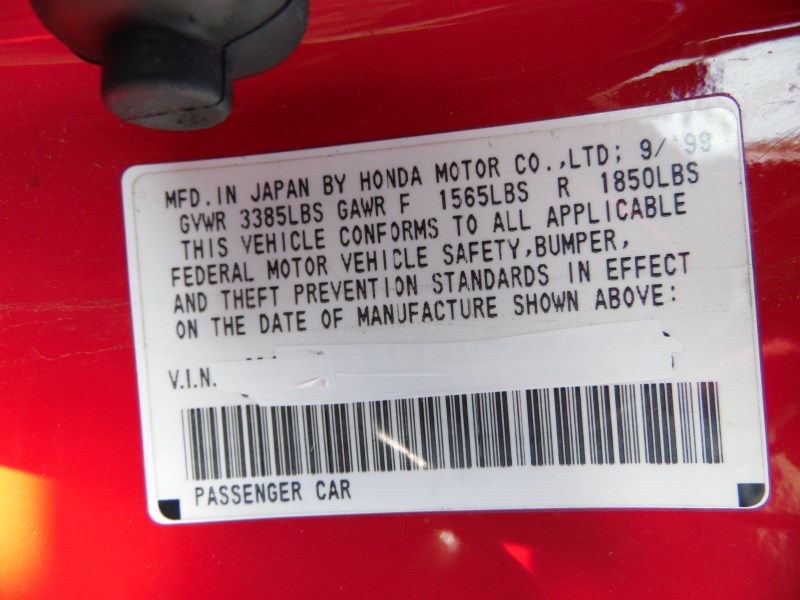 MFD.IN JAPAN BY HONDA MOTOR CO.,LTD; 9/'99
GVWR 3385LBS GAWR F 1565LBS R 1850LBS
THIS VEHICLE CONFORMS TO ALL APPLICABLE
FEDERAL MOTOR VEHICLE SAFETY,BUMPER,
AND THEFT PREVENTION STANDARDS IN EFFECT
ON THE DATE OF MANUFACTURE SHOWN ABOVE:
V.I.N.
PASSENGER CAR